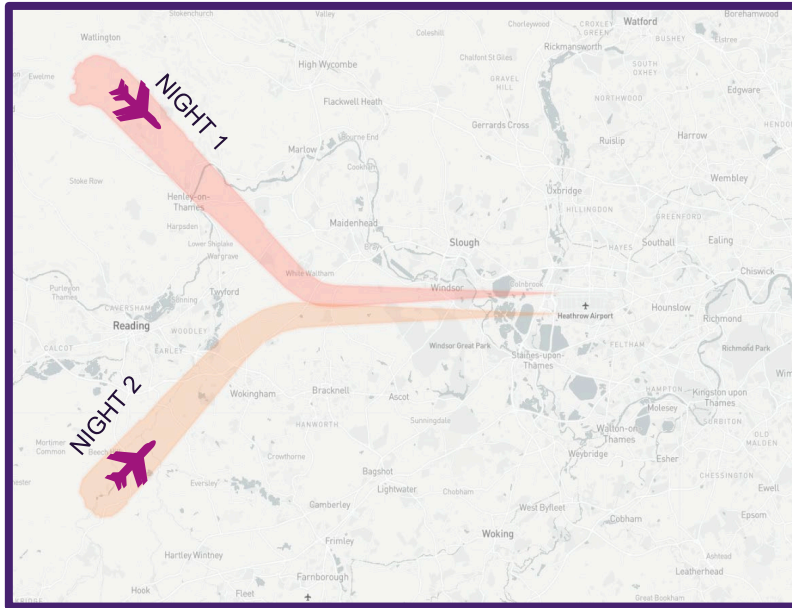 Stokenchurch
Valley
Coleshill
Chorleywood
CROXLEY
GREEN
Watford
BUSHEY
Borehamwood
Elstree
Watlington
Rickmansworth
Chalfont St Giles
SOUTH
OXHEY
Edgware
Ewelme
High Wycombe
GRAVEL
HILL
NORTHWOOD
NIGHT 1
Flackwell Heath
Gerrards Cross
Ruislip
Harrow
Bourne End
Marlow
Cookham
Wembley
Stoke Row
Henley-on-
Thames
Uxbridge
HILLINGDON
GREENFORD
Harpsden
Maidenhead
Lower Shiplake
Wargrave
Bray
Slough
HAYES
Southall
Ealing
White Waltham
Chiswick
Purley on
Thames
CAVERSHAM
Twyford
Windsor
Colnbrook
Heathrow Airport
Hounslow
Richmond
Reading
WOODLEY
EARLEY
CALCOT
Windsor Great Park
Staines-upon-
Thames
FELTHAM
Richmond Park
NIGHT 2
Wokingham
Bracknell
Ascot
HAMPTON
Kingston upon
Thames
Molesey
SURBITON
HANWORTH
Sunningdale
Walton-on-
Thames
OLD
MALDEN
Mortimer
Common
Crowthorne
Weybridge
Esher
Bagshot
CHESSINGTON
Eversley
Lightwater
Chobham
Ewell
Camberley
West Byfleet
Cobham
Epsom
Frimley
Woking
Hartley Wintney
Ashtead
Leatherhead
Hook
Fleet
Farnborough
Great Bookham